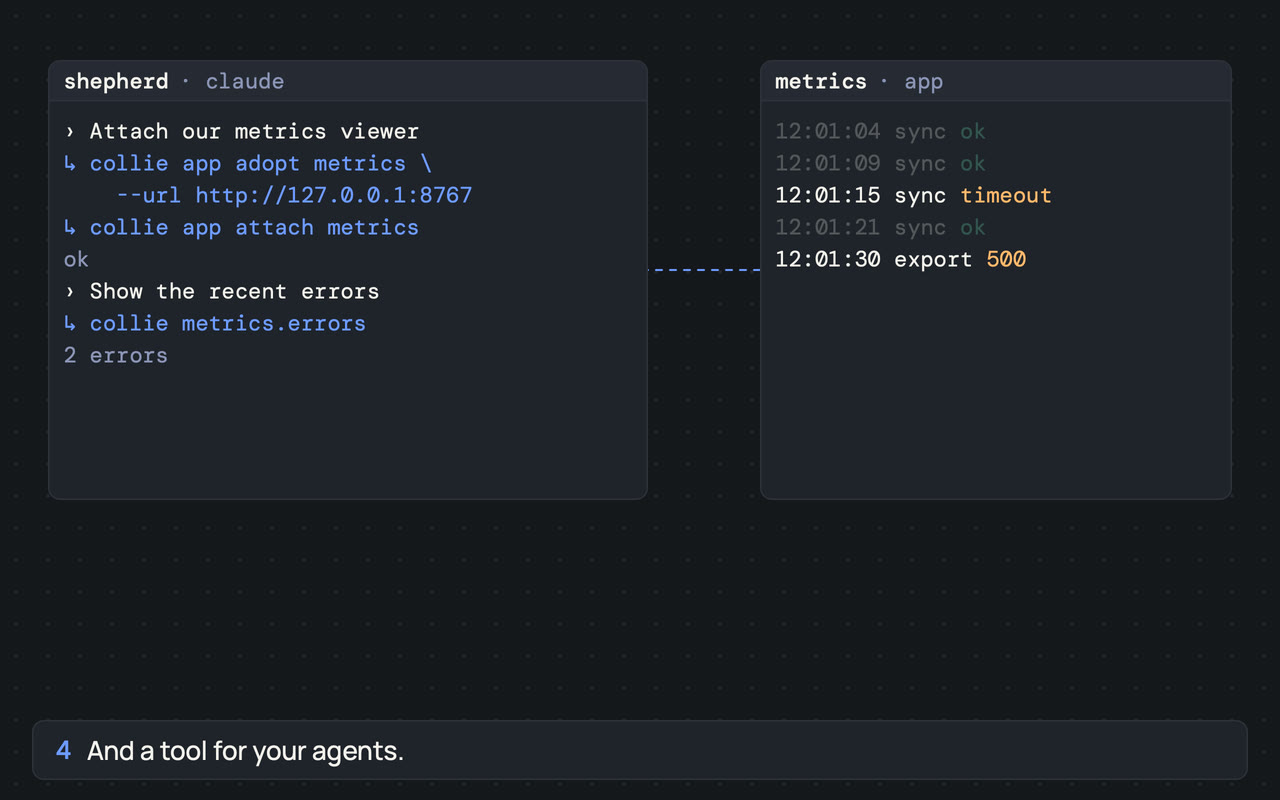 shepherd · claude
› Attach our metrics viewer
↳ collie app adopt metrics \
--url http://127.0.0.1:8767
↳ collie app attach metrics
ok
› Show the recent errors
↳ collie metrics.errors
2 errors
metrics · app
12:01:04 sync ok
12:01:09 sync ok
12:01:15 sync timeout
12:01:21 sync ok
12:01:30 export 500
4 And a tool for your agents.